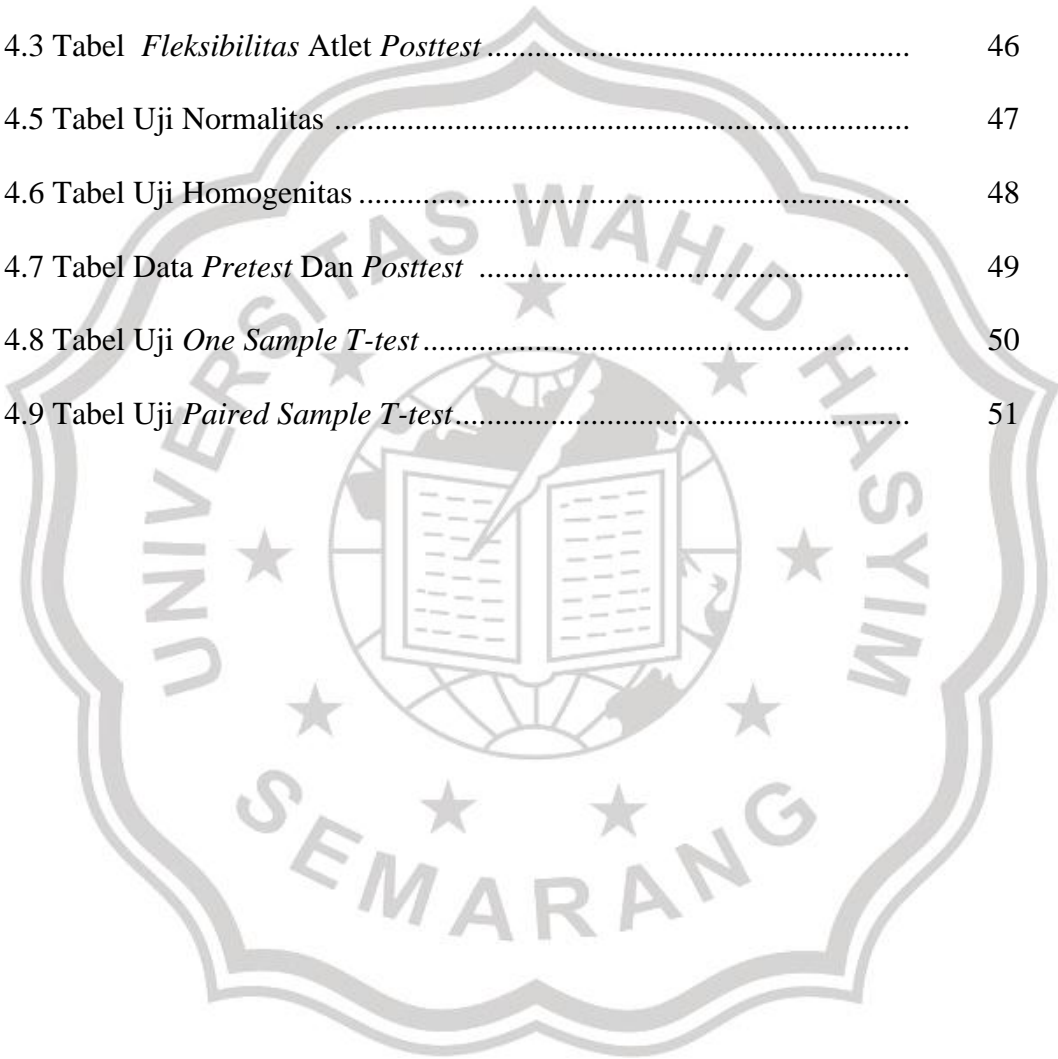 4.3 Tabel  Fleksibilitas Atlet Posttest ................................................................ 46
4.5 Tabel Uji Normalitas ....................................................................................... 47
4.6 Tabel Uji Homogenitas ................................................................................... 48
4.7 Tabel Data Pretest Dan Posttest ................................................................. 49
4.8 Tabel Uji One Sample T-test ......................................................................... 50
4.9 Tabel Uji Paired Sample T-test .................................................................... 51
UNIVERSITAS WAHID HASYIM
SEMARANG